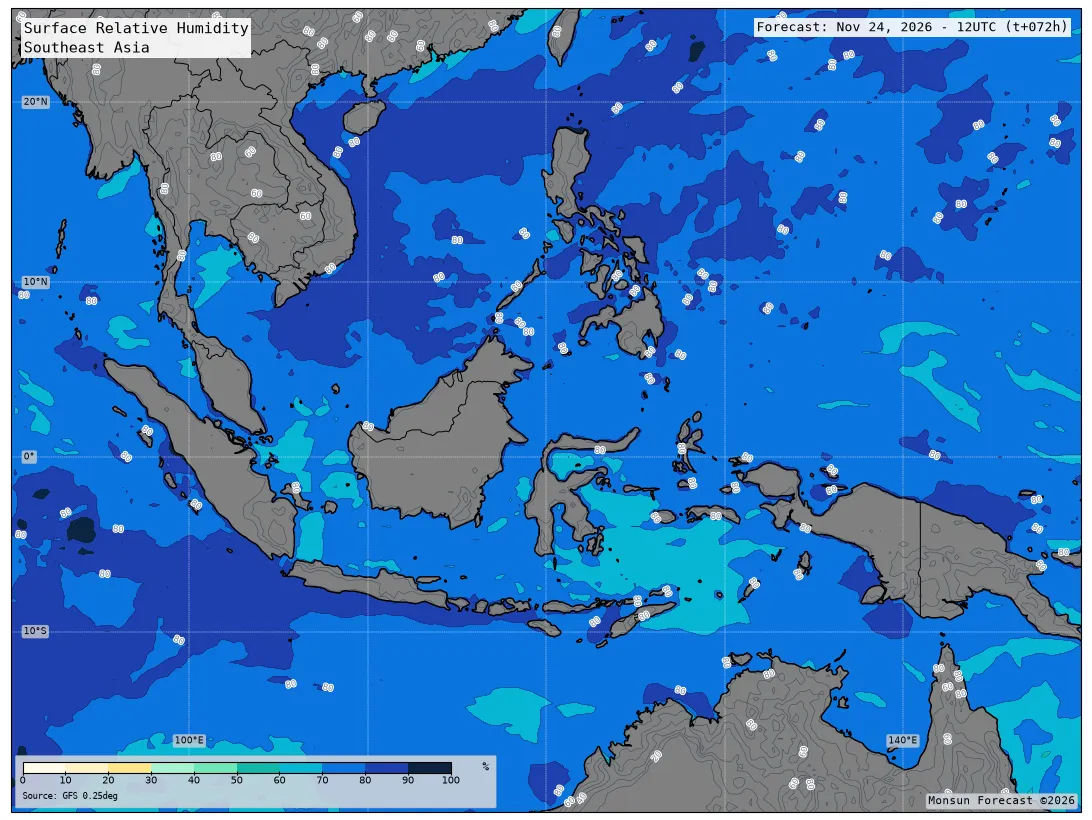 Surface Relative Humidity
Southeast Asia
Forecast: Nov 24, 2026 - 12UTC (t+072h)
20°N
10°N
0°
10°S
100°E
140°E
%
0 10 20 30 40 50 60 70 80 90 100
Source: GFS 0.25deg
Monsun Forecast ©2026